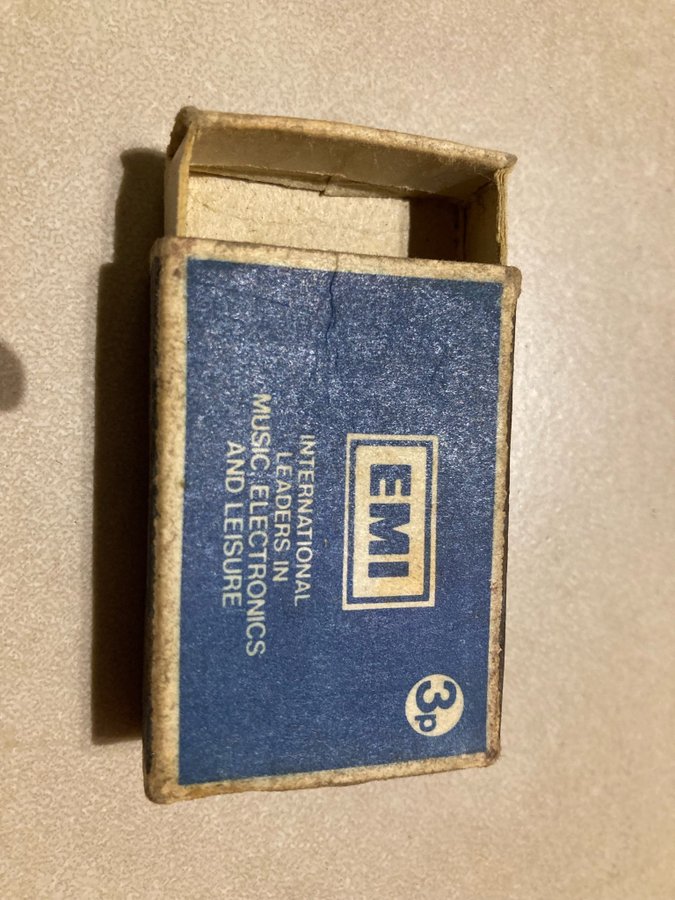 EMI
INTERNATIONAL
LEADERS IN
MUSIC, ELECTRONICS
AND LEISURE
3p